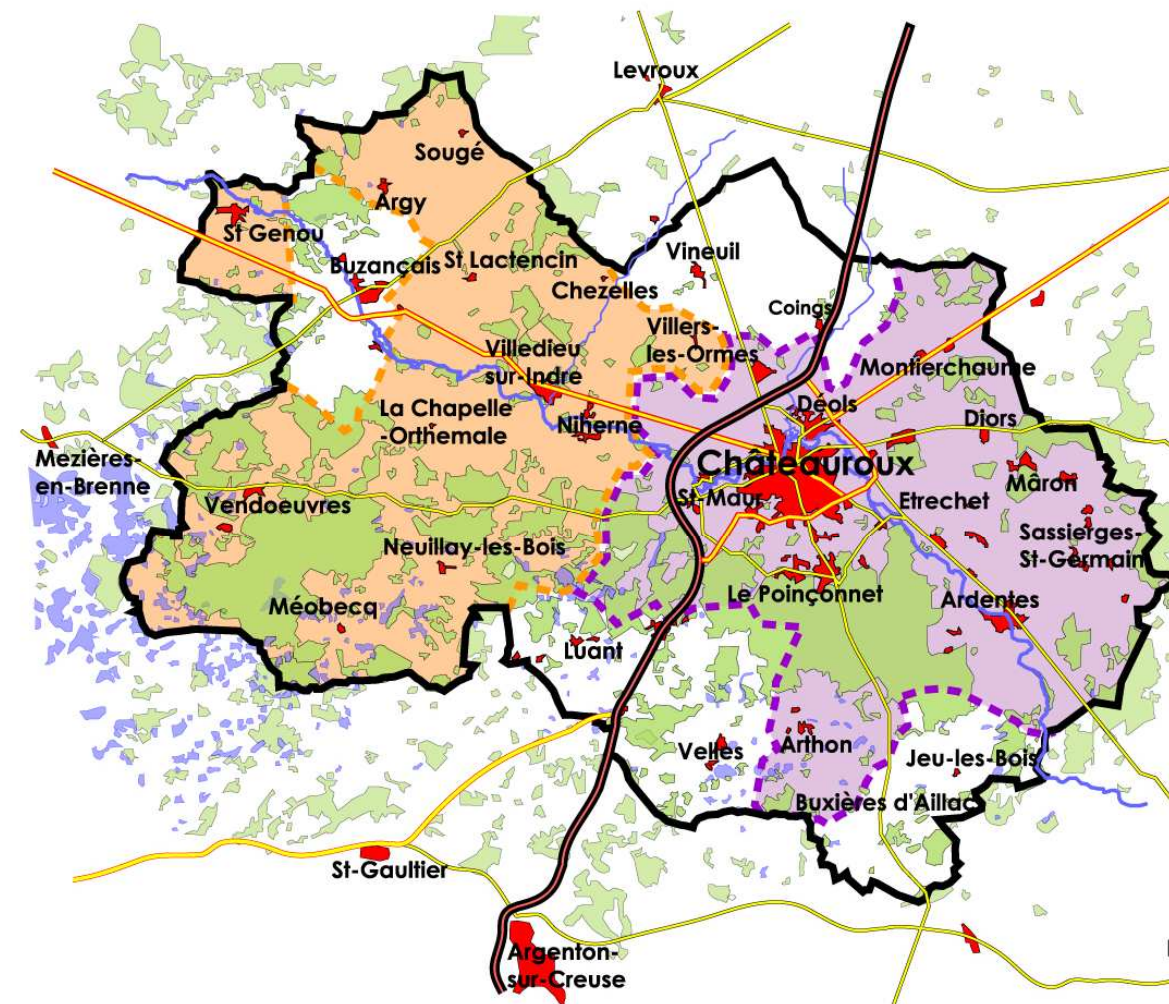 Levroux
Sougé
Argy
St Genou
Buzançais
St Lactencin
Vineuil
Chezelles
Coings
Villers-
les-Ormes
Villedieu
sur-Indre
Montierchaume
La Chapelle
-Orthemale
Niherne
Déols
Diors
Châteauroux
Mezières-
en-Brenne
Vendoeuvres
St-Maur
Etrechet
Mâron
Sassierges-
St-Germain
Neuillay-les-Bois
Le Poinçonnet
Méobecq
Ardentes
Luant
Velles
Arthon
Jeu-les-Bois
Buxières d'Aillac
St-Gaultier
Argenton-
sur-Creuse